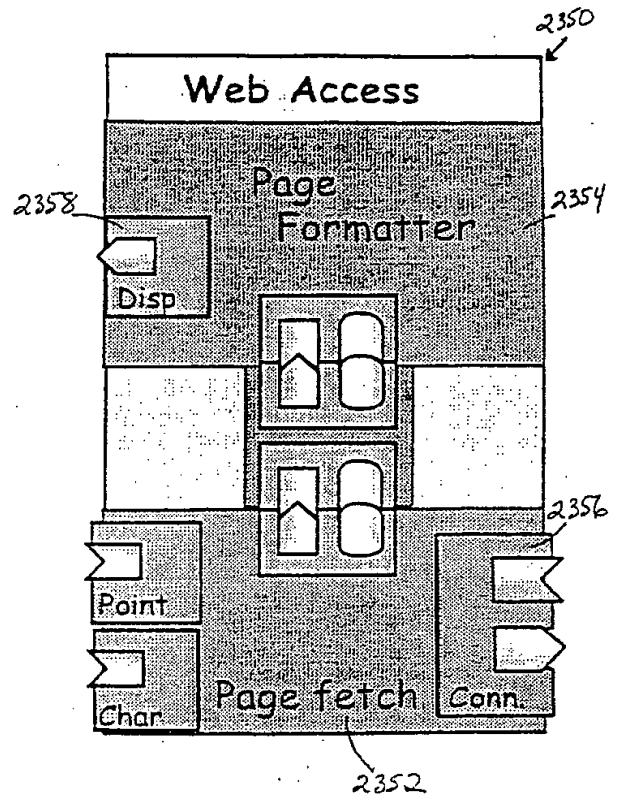 2350
Web Access
Page
Formatter
2358
2354
Disp
2356
Point
Char
Page fetch
Conn.
2352